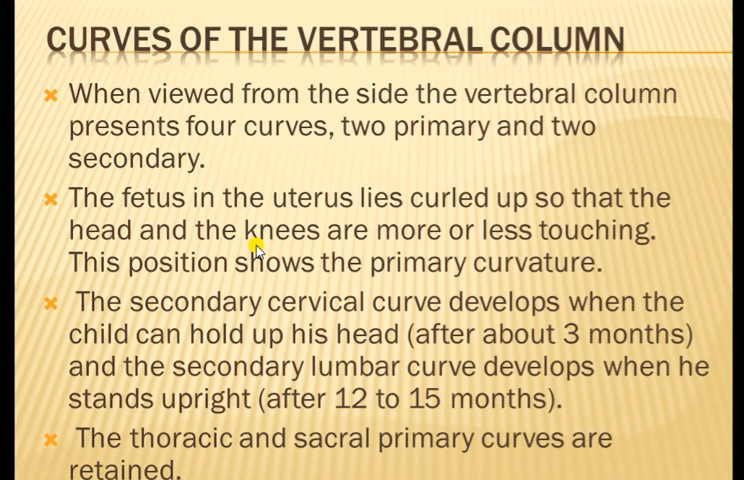 CURVES OF THE VERTEBRAL COLUMN
When viewed from the side the vertebral column
presents four curves, two primary and two
secondary.
The fetus in the uterus lies curled up so that the
head and the knees are more or less touching.
This position shows the primary curvature.
The secondary cervical curve develops when the
child can hold up his head (after about 3 months)
and the secondary lumbar curve develops when he
stands upright (after 12 to 15 months).
The thoracic and sacral primary curves are
retained.